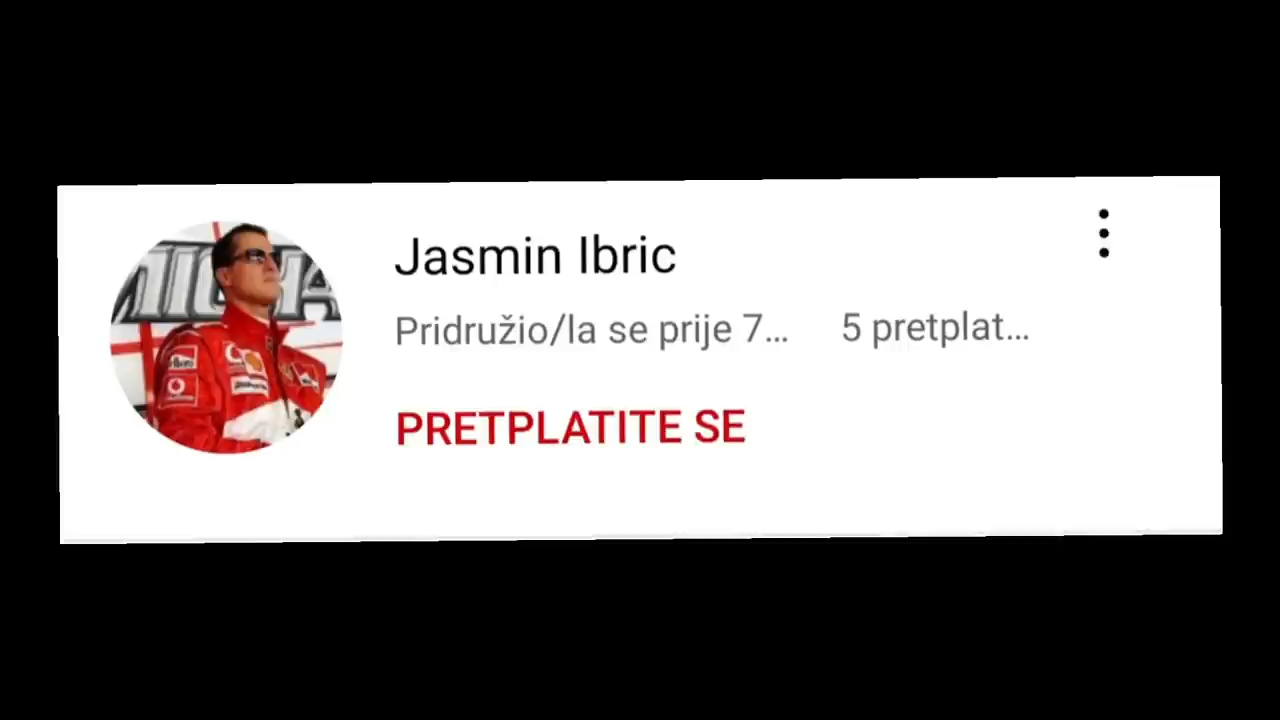 Jasmin Ibric
Pridružio/la se prije 7... 5 pretplat...
PRETPLATITE SE